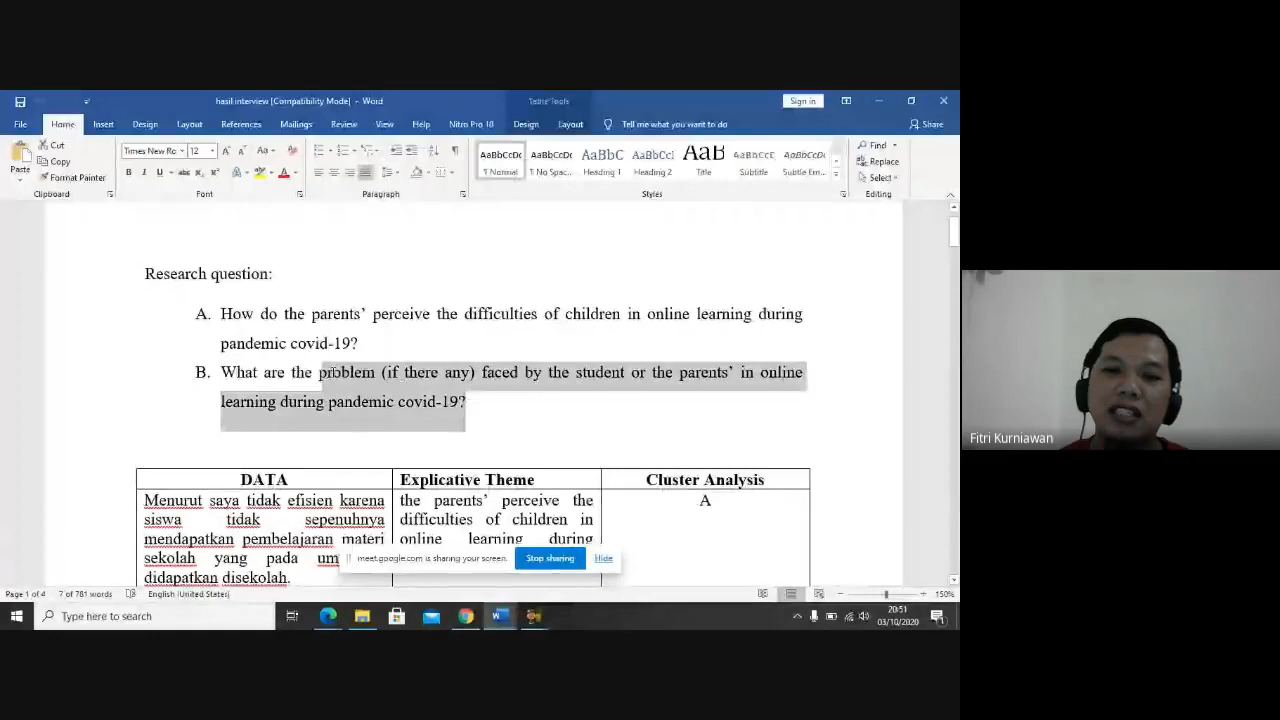 hasil interview [Compatibility Mode] - Word
Table Tools
Sign in
File Home Insert Design Layout References Mailings Review View Help Nitro Pro 10 Design Layout Tell me what you want to do Share
Paste
Cut
Copy
Format Painter
Clipboard
Times New Ro 12
Font
Paragraph
AaBbCcDc AaBbCcDc AaBbC AaBbCcl AaB AaBbCcD AaBbCcDc
¶ Normal ¶ No Spac... Heading 1 Heading 2 Title Subtitle Subtle Em...
Styles
Find
Replace
Select
Editing
Research question:
A. How do the parents’ perceive the difficulties of children in online learning during
pandemic covid-19?
B. What are the problem (if there any) faced by the student or the parents’ in online
learning during pandemic covid-19?
DATA Explicative Theme Cluster Analysis
Menurut saya tidak efisien karena
siswa tidak sepenuhnya
mendapatkan pembelajaran materi
sekolah yang pada um
didapatkan disekolah.
the parents’ perceive the
difficulties of children in
online learning during
A
meet.google.com is sharing your screen. Stop sharing Hide
Page 1 of 4 7 of 781 words English (United States) 150%
Type here to search
20:51
03/10/2020
Fitri Kurniawan